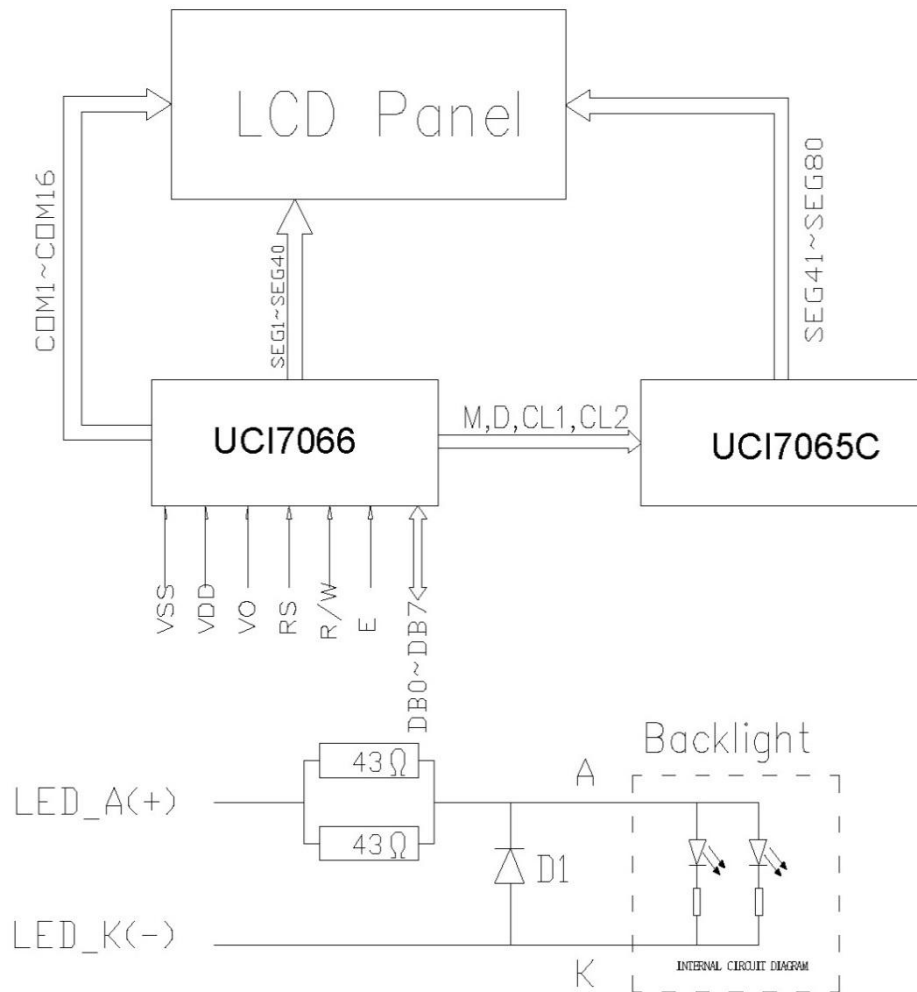 LCD Panel
COM1~COM16
SEG1~SEG40
SEG41~SEG80
UCI7066
M,D,CL1,CL2
UCI7065C
VSS
VDD
VO
RS
R/W
E
DB0~DB7
Backlight
43Ω
A
LED_A(+)
43Ω
D1
LED_K(-)
K
INTERNAL CIRCUIT DIAGRAM